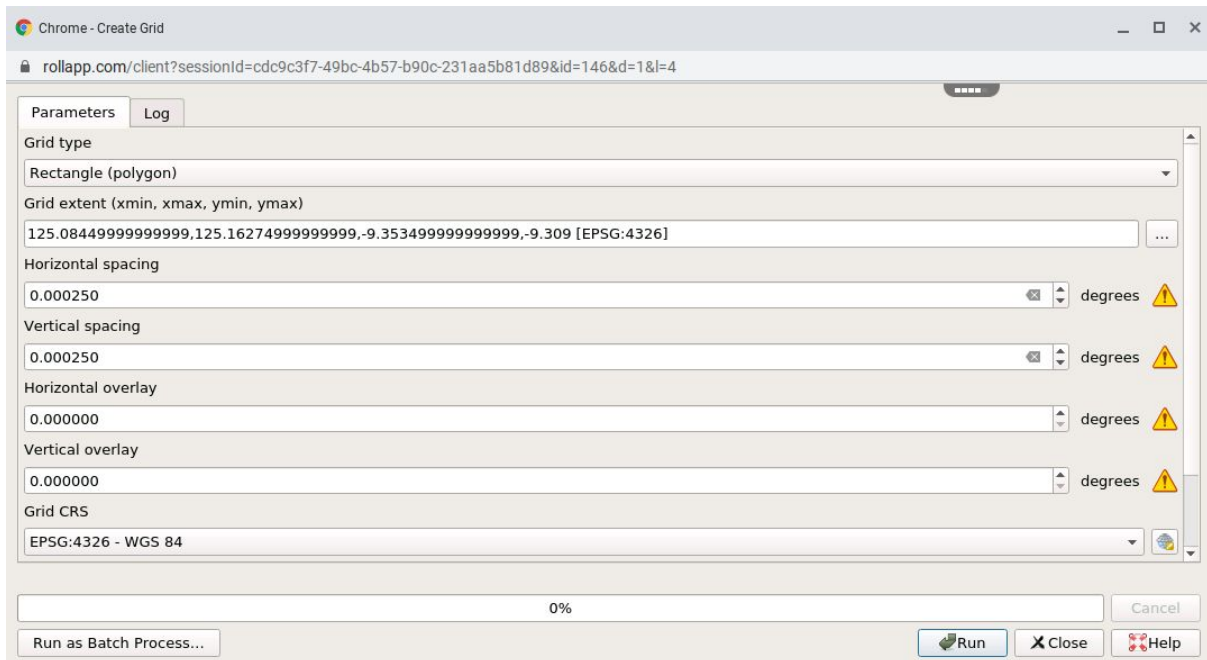 Chrome - Create Grid
rollapp.com/client?sessionId=cdc9c3f7-49bc-4b57-b90c-231aa5b81d89&id=146&d=1&l=4
Parameters Log
Grid type
Rectangle (polygon)
Grid extent (xmin, xmax, ymin, ymax)
125.08449999999999,125.16274999999999,-9.353499999999999,-9.309 [EPSG:4326] ...
Horizontal spacing
0.000250 degrees
Vertical spacing
0.000250 degrees
Horizontal overlay
0.000000 degrees
Vertical overlay
0.000000 degrees
Grid CRS
EPSG:4326 - WGS 84
0% Cancel
Run as Batch Process... Run Close Help